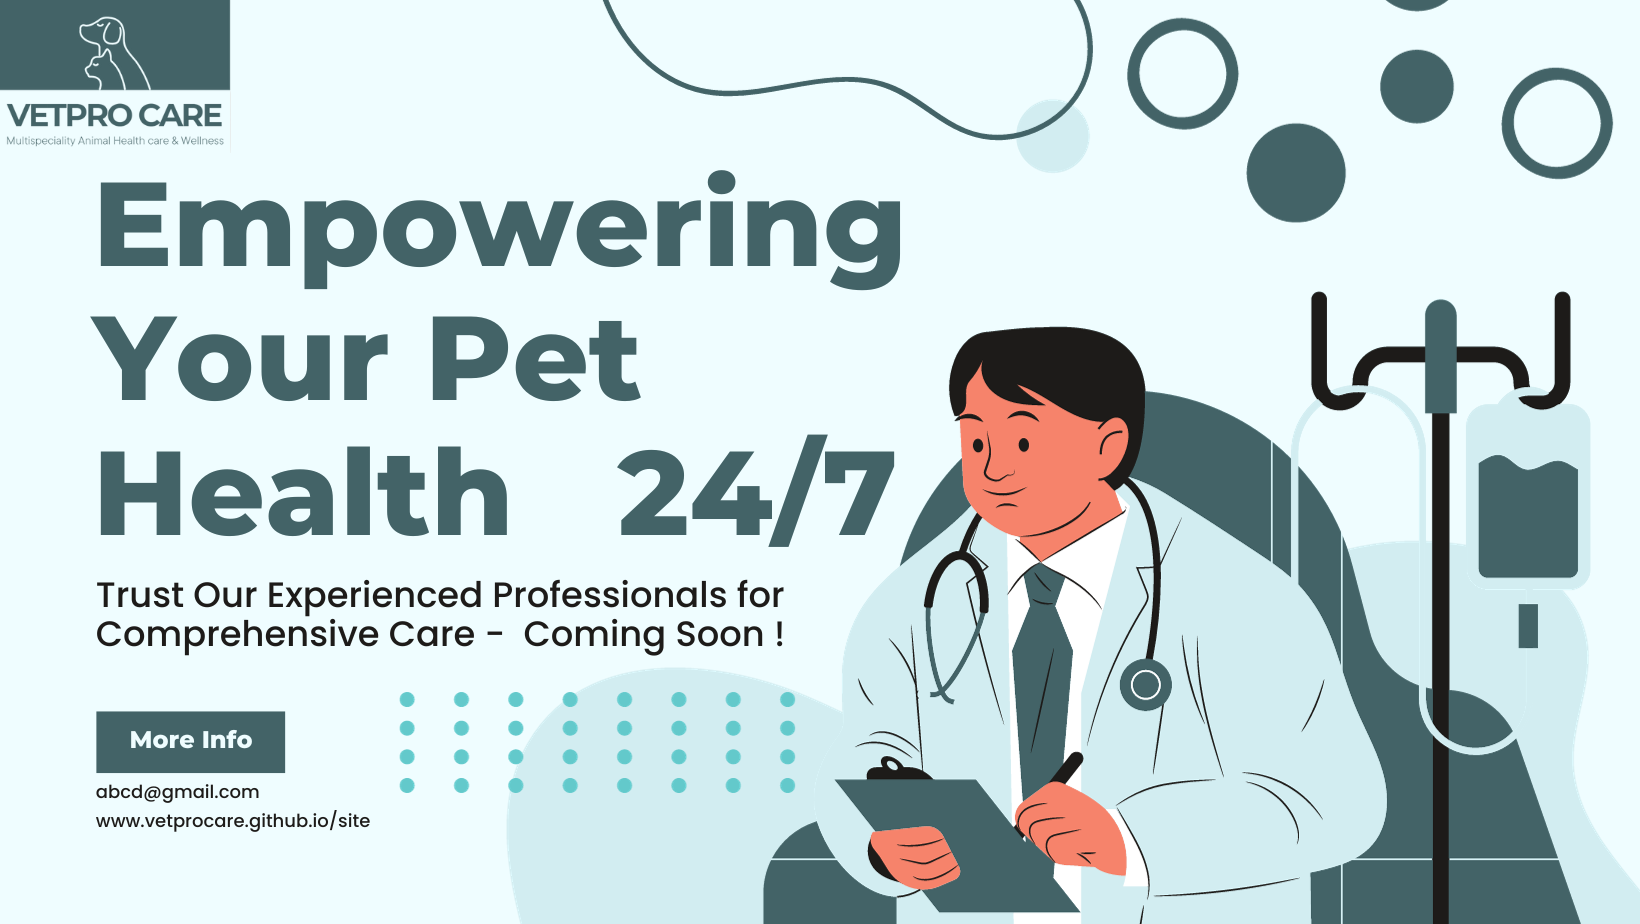 VETPRO CARE
Multispeciality Animal Health care & Wellness
Empowering
Your Pet
Health 24/7
Trust Our Experienced Professionals for
Comprehensive Care - Coming Soon !
More Info
abcd@gmail.com
www.vetprocare.github.io/site